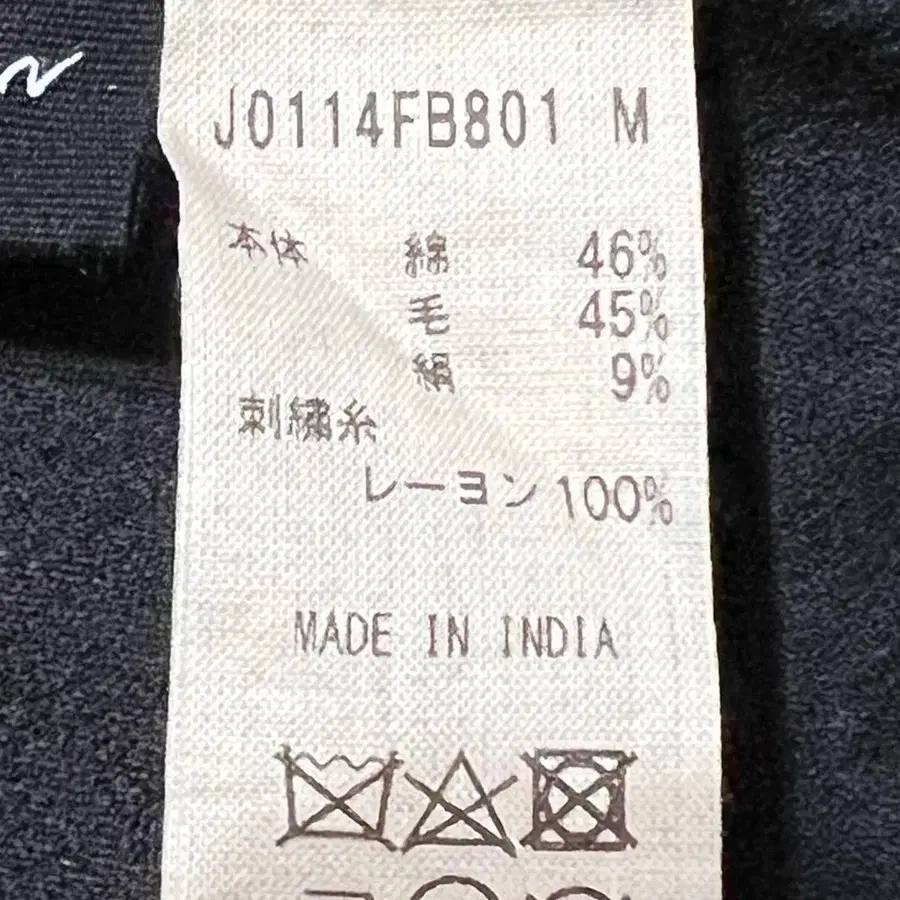 J0114FB801 M
本体 綿 46%
毛 45%
絹 9%
刺繍糸
レーヨン 100%
MADE IN INDIA